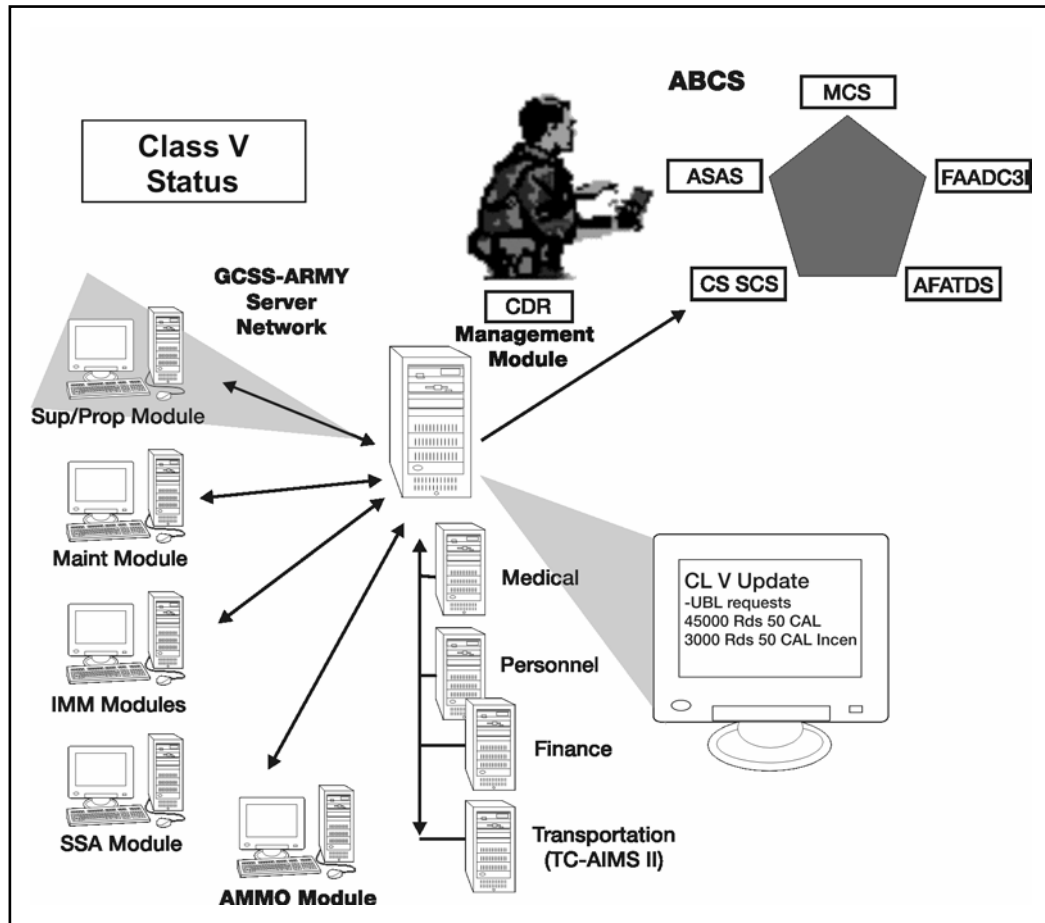 Class V
Status
ABCS
MCS
ASAS
FAADC3I
CS SCS
AFATDS
CDR
Management
Module
GCSS-ARMY
Server
Network
Sup/Prop Module
Maint Module
IMM Modules
SSA Module
AMMO Module
Medical
Personnel
Finance
Transportation
(TC-AIMS II)
CL V Update
-UBL requests
45000 Rds 50 CAL
3000 Rds 50 CAL Incen